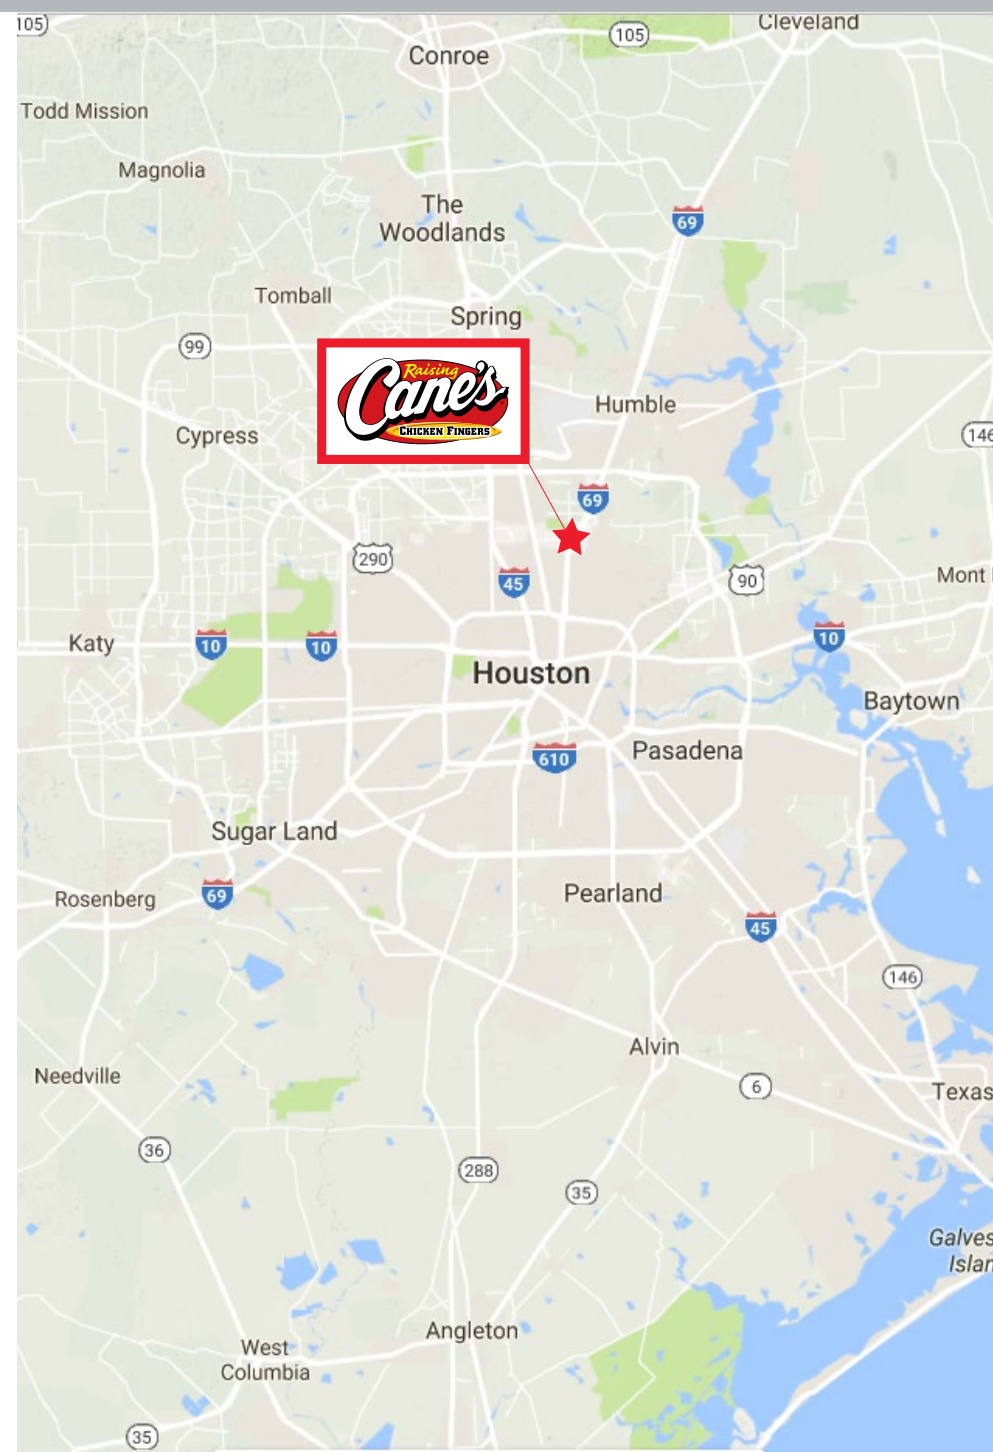 105
Cleveland
105
Conroe
Todd Mission
Magnolia
The
Woodlands
69
Tomball
Spring
99
Raising
Cane's
CHICKEN FINGERS
Humble
Cypress
146
69
290
45
90
Mont
Katy
10
10
10
Houston
Baytown
610
Pasadena
Sugar Land
Rosenberg
69
Pearland
45
146
Alvin
Needville
6
Texas
36
288
35
Galves
Islan
Angleton
West
Columbia
35